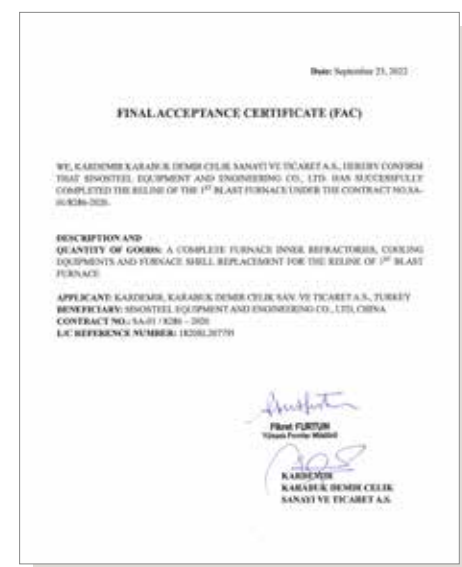 Date: September 23, 2022
FINAL ACCEPTANCE CERTIFICATE (FAC)
WE, KARDEMIR KARABUK DEMIR CELIK SANAYI VE TICARET A.S., HEREBY CONFIRM
THAT SINOSTEEL EQUIPMENT AND ENGINEERING CO., LTD. HAS SUCCESSFULLY
COMPLETED THE RELINE OF THE 1ST BLAST FURNACE UNDER THE CONTRACT NO.SA-
01/8286-2020.
DESCRIPTION AND
QUANTITY OF GOODS: A COMPLETE FURNACE INNER REFRACTORIES, COOLING
EQUIPMENTS AND FURNACE SHELL REPLACEMENT FOR THE RELINE OF 1ST BLAST
FURNACE
APPLICANT: KARDEMIR, KARABUK DEMIR CELIK SAN. VE TICARET A.S., TURKEY
BENEFICIARY: SINOSTEEL EQUIPMENT AND ENGINEERING CO., LTD, CHINA
CONTRACT NO.: SA-01 / 8286 – 2020
L/C REFERENCE NUMBER:
Fikret FURTUN
Yüksek Fırınlar Müdürü
KARDEMIR
KARABUK DEMIR CELIK
SANAYI VE TICARET A.S.